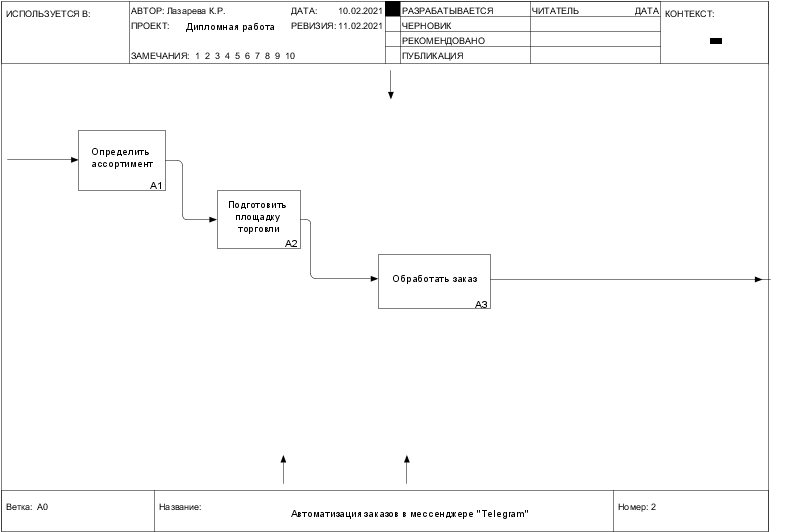 ИСПОЛЬЗУЕТСЯ В:
АВТОР: Лазарева К.Р.
ДАТА: 10.02.2021
ПРОЕКТ: Дипломная работа
РЕВИЗИЯ: 11.02.2021
ЗАМЕЧАНИЯ: 1 2 3 4 5 6 7 8 9 10
РАЗРАБАТЫВАЕТСЯ
ЧЕРНОВИК
РЕКОМЕНДОВАНО
ПУБЛИКАЦИЯ
ЧИТАТЕЛЬ ДАТА
КОНТЕКСТ:
Определить
ассортимент
A1
Подготовить
площадку
торговли
A2
Обработать заказ
A3
Ветка: A0
Название:
Автоматизация заказов в мессенджере "Telegram"
Номер: 2